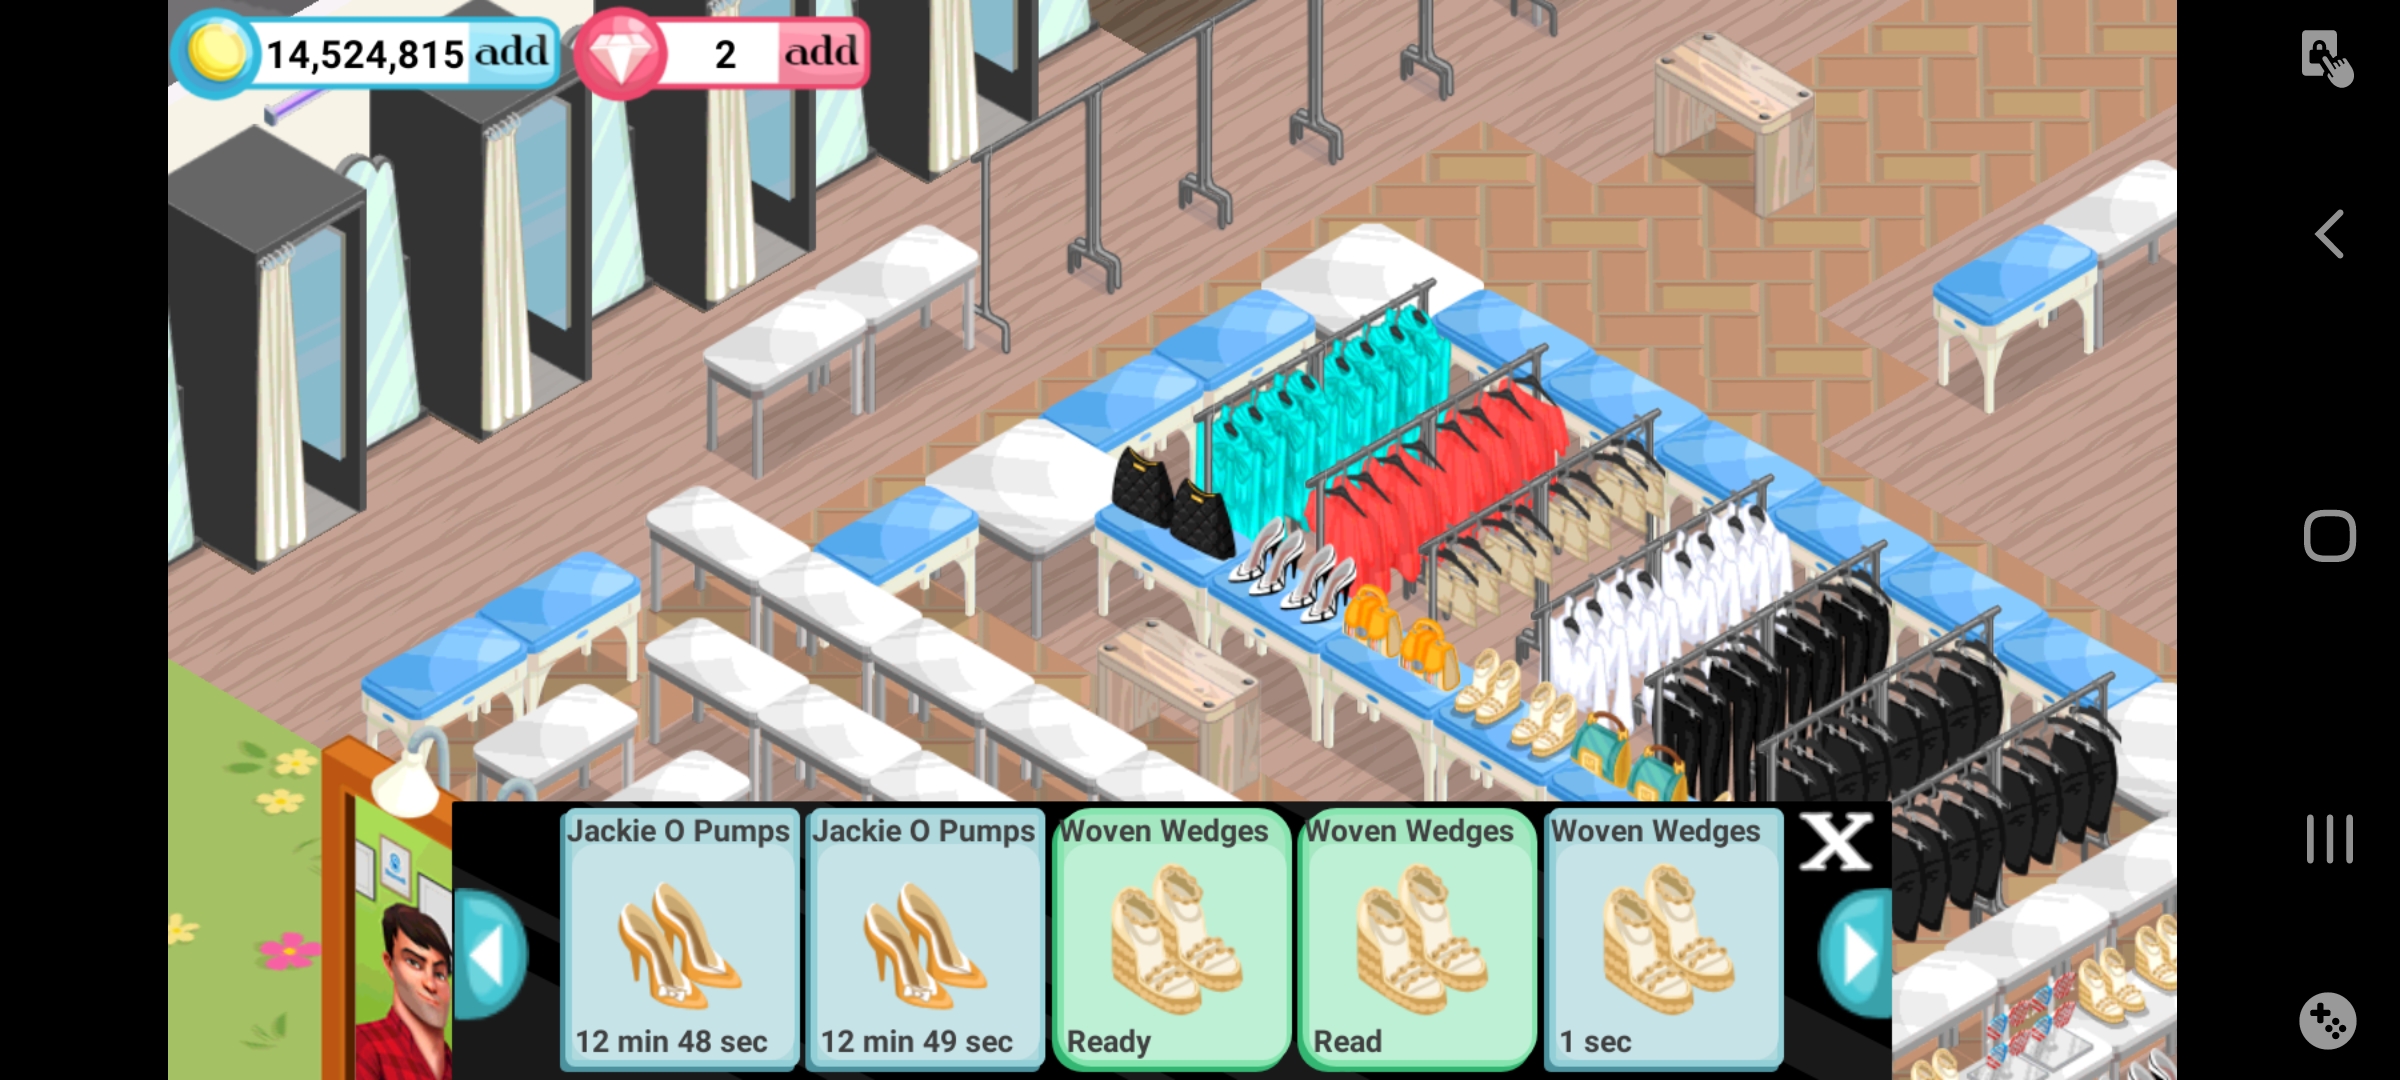 14,524,815 add
2 add
Jackie O Pumps
12 min 48 sec
Jackie O Pumps
12 min 49 sec
Woven Wedges
Ready
Woven Wedges
Read
Woven Wedges
1 sec
X